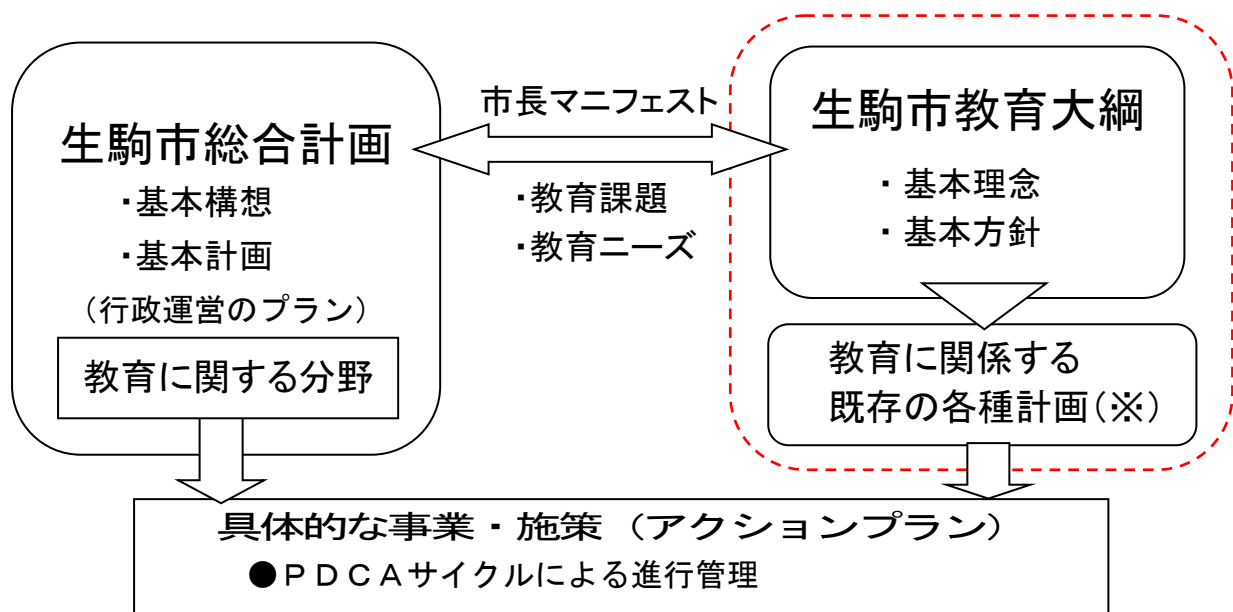 生駒市総合計画
・基本構想
・基本計画
（行政運営のプラン）
教育に関する分野
市長マニフェスト
・教育課題
・教育ニーズ
生駒市教育大綱
・基本理念
・基本方針
教育に関係する
既存の各種計画（※）
具体的な事業・施策（アクションプラン）
●ＰＤＣＡサイクルによる進行管理